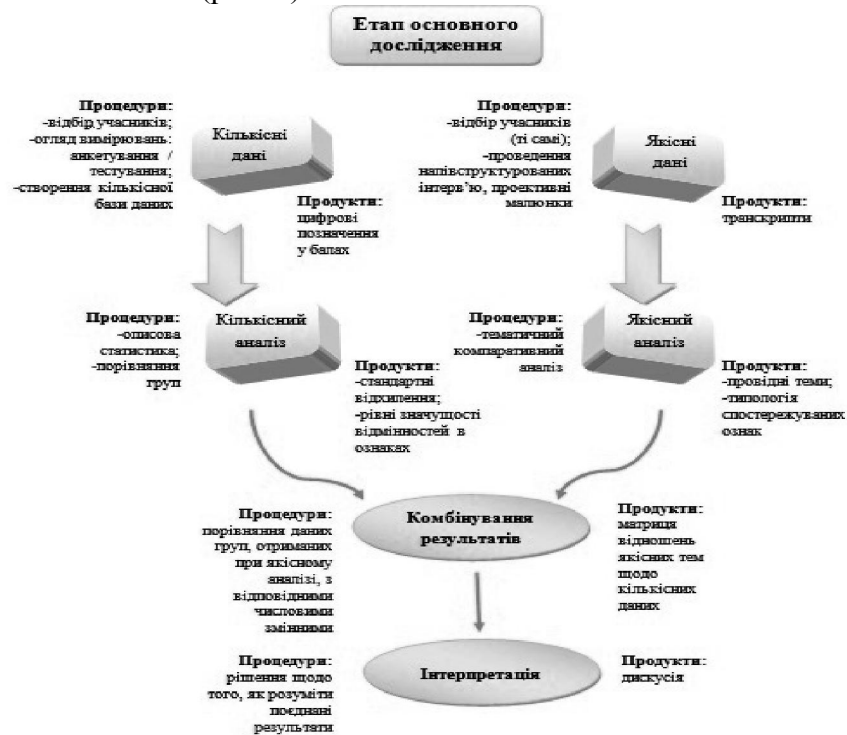 Етап основного
дослідження
Процедури:
-відбір учасників;
-огляд вимірювань:
анкетування /
тестування;
-створення кількісної
бази даних
Кількісні
дані
Продукти:
цифрові
позначення
у балах
Процедури:
-відбір учасників
(ті самі);
-проведення
напівструктурованих
інтерв’ю, проективні
малюнки
Якісні
дані
Продукти:
транскрипти
Процедури:
-описова
статистика;
-порівняння
груп
Кількісний
аналіз
Продукти:
-стандартні
відхилення;
-рівні значущості
відмінностей в
ознаках
Процедури:
-тематичний
компаративний
аналіз
Якісний
аналіз
Продукти:
-провідні теми;
-типологія
спостережуваних
ознак
Процедури:
порівняння даних
груп, отриманих
при якісному
аналізі, з
відповідними
числовими
змінними
Комбінування
результатів
Продукти:
матриця
відношень
якісних тем
щодо
кількісних
даних
Процедури:
рішення щодо
того, як розуміти
поєднані
результати
Інтерпретація
Продукти:
дискусія